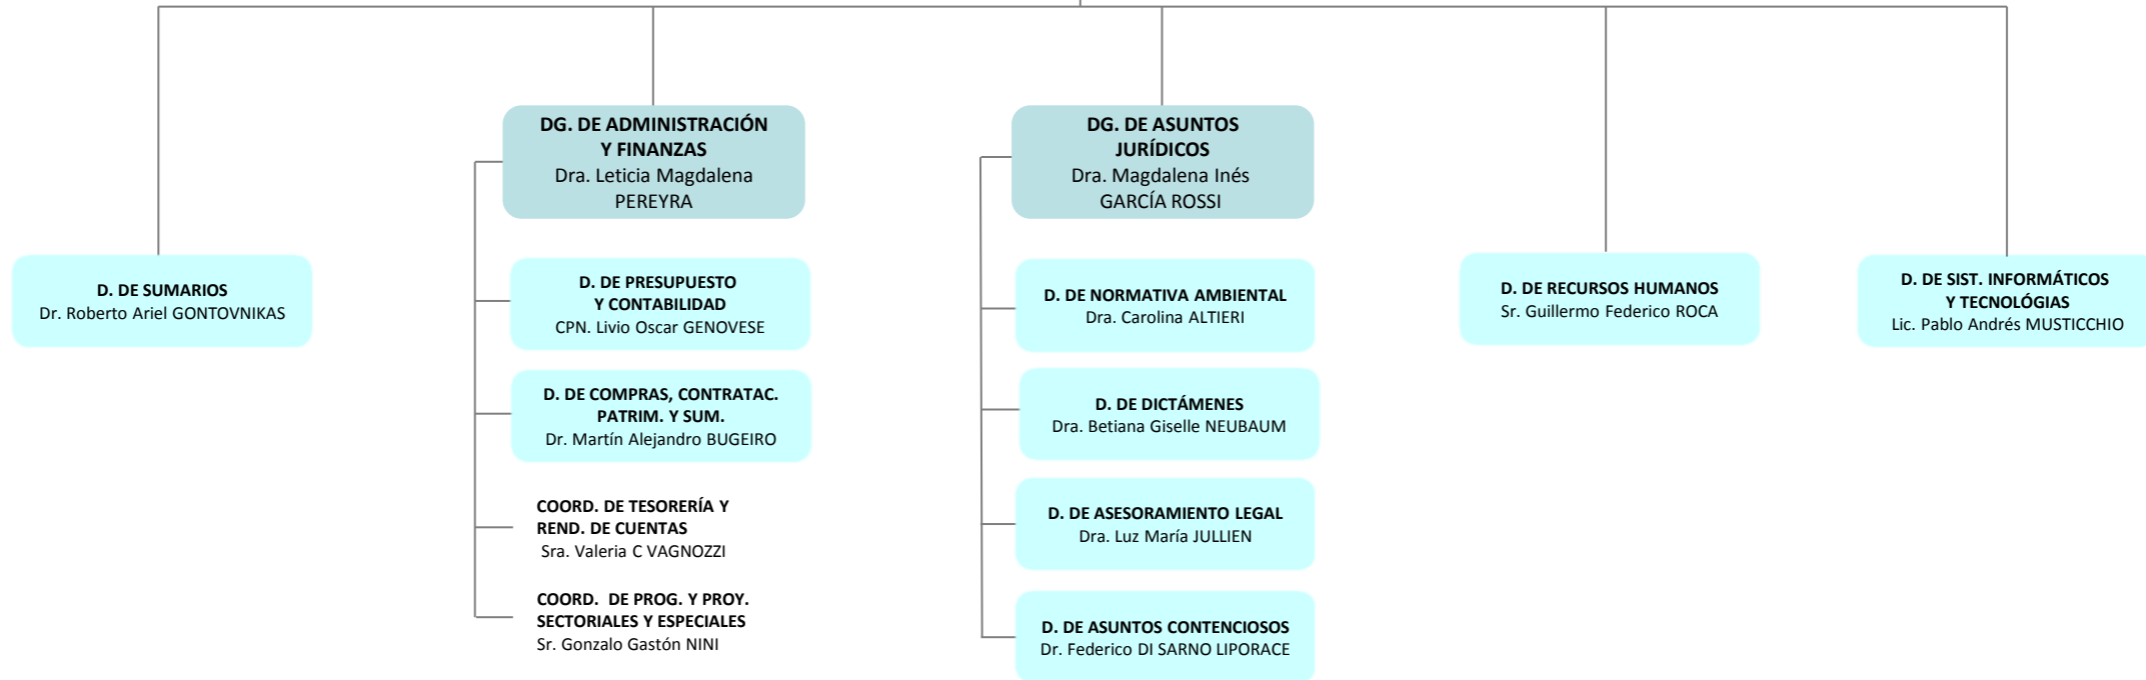 DG. DE ADMINISTRACIÓN
Y FINANZAS
Dra. Leticia Magdalena
PEREYRA
DG. DE ASUNTOS
JURÍDICOS
Dra. Magdalena Inés
GARCÍA ROSSI
D. DE SUMARIOS
Dr. Roberto Ariel GONTOVNIKAS
D. DE PRESUPUESTO
Y CONTABILIDAD
CPN. Livio Oscar GENOVESE
D. DE COMPRAS, CONTRATAC.
PATRIM. Y SUM.
Dr. Martín Alejandro BUGEIRO
COORD. DE TESORERÍA Y
REND. DE CUENTAS
Sra. Valeria C VAGNOZZI
COORD. DE PROG. Y PROY.
SECTORIALES Y ESPECIALES
Sr. Gonzalo Gastón NINI
D. DE NORMATIVA AMBIENTAL
Dra. Carolina ALTIERI
D. DE DICTÁMENES
Dra. Betiana Giselle NEUBAUM
D. DE ASESORAMIENTO LEGAL
Dra. Luz María JULLIEN
D. DE ASUNTOS CONTENCIOSOS
Dr. Federico DI SARNO LIPORACE
D. DE RECURSOS HUMANOS
Sr. Guillermo Federico ROCA
D. DE SIST. INFORMÁTICOS
Y TECNOLÓGIAS
Lic. Pablo Andrés MUSTICCHIO